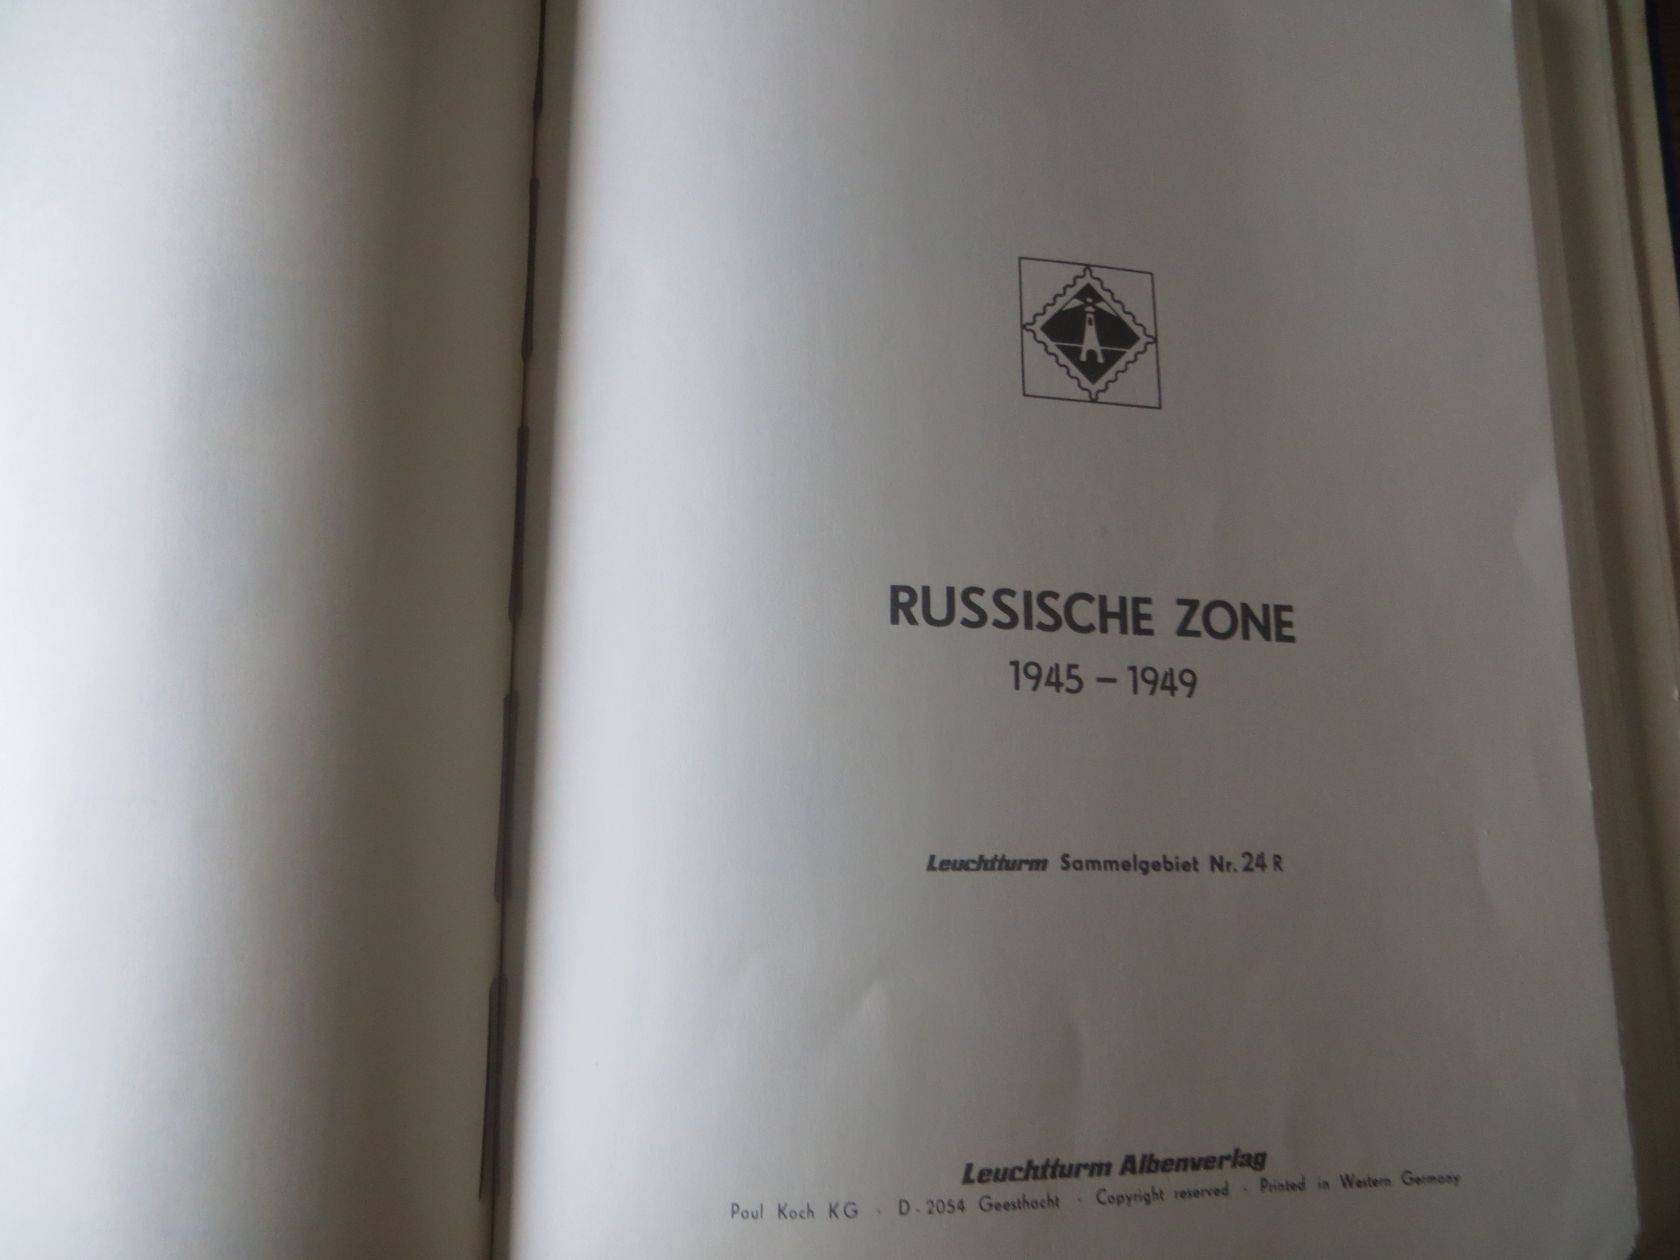 RUSSISCHE ZONE
1945 – 1949
Leuchtturm Sammelgebiet Nr. 24 R
Leuchtturm Albenverlag
Paul Koch KG · D-2054 Geesthacht · Copyright reserved · Printed in Western Germany